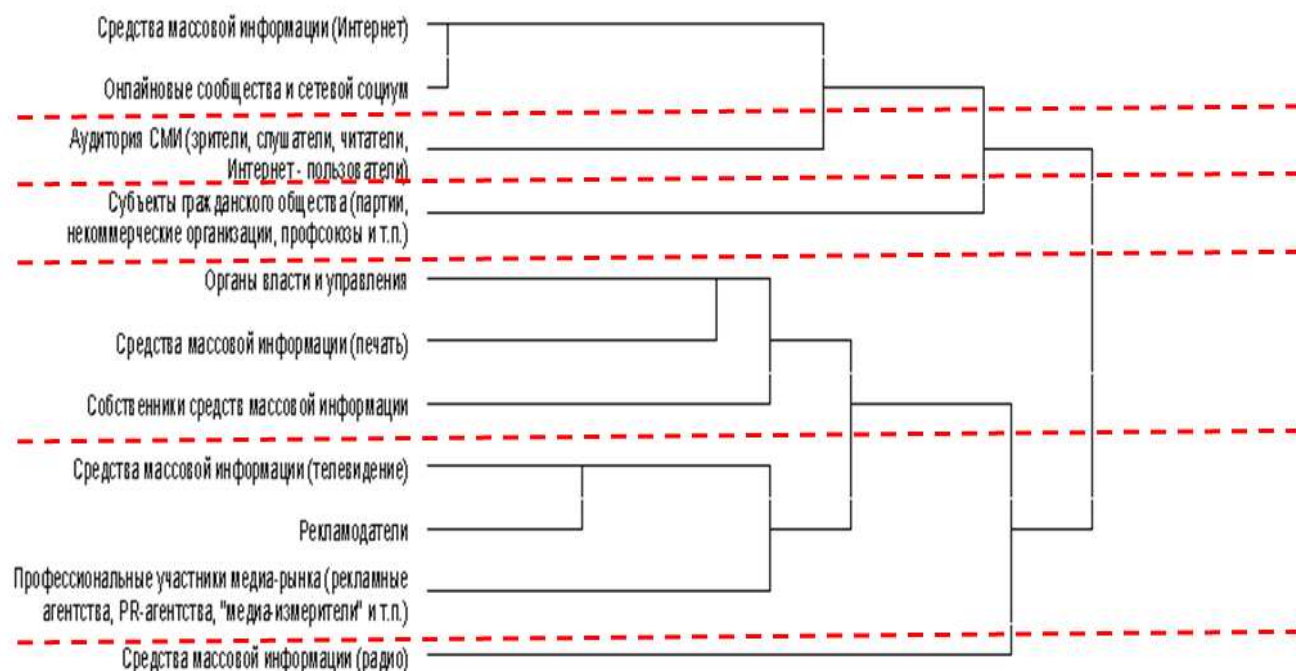 Средства массовой информации (Интернет)
Онлайновые сообщества и сетевой социум
Аудитория СМИ (зрители, слушатели, читатели,
Интернет - пользователи)
Субъекты гражданского общества (партии,
некоммерческие организации, профсоюзы и т.п.)
Органы власти и управления
Средства массовой информации (печать)
Собственники средств массовой информации
Средства массовой информации (телевидение)
Рекламодатели
Профессиональные участники медиа-рынка (рекламные
агентства, PR-агентства, "медиа-измерители" и т.п.)
Средства массовой информации (радио)